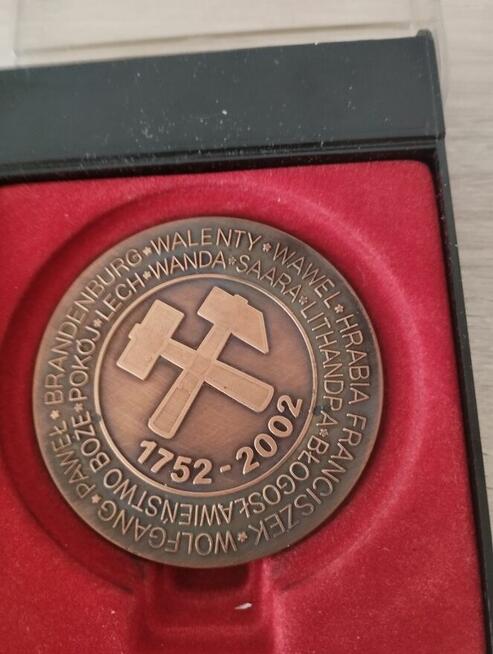 PAWEŁ * BRANDENBURG * WALENTY * WAWEL * HRABIA FRANCISZEK * WOLFGANG *
BŁOGOSŁAWIEŃSTWO BOŻE * POKÓJ * LECH * WANDA * SAARA * LITHANDRA *
1752 - 2002